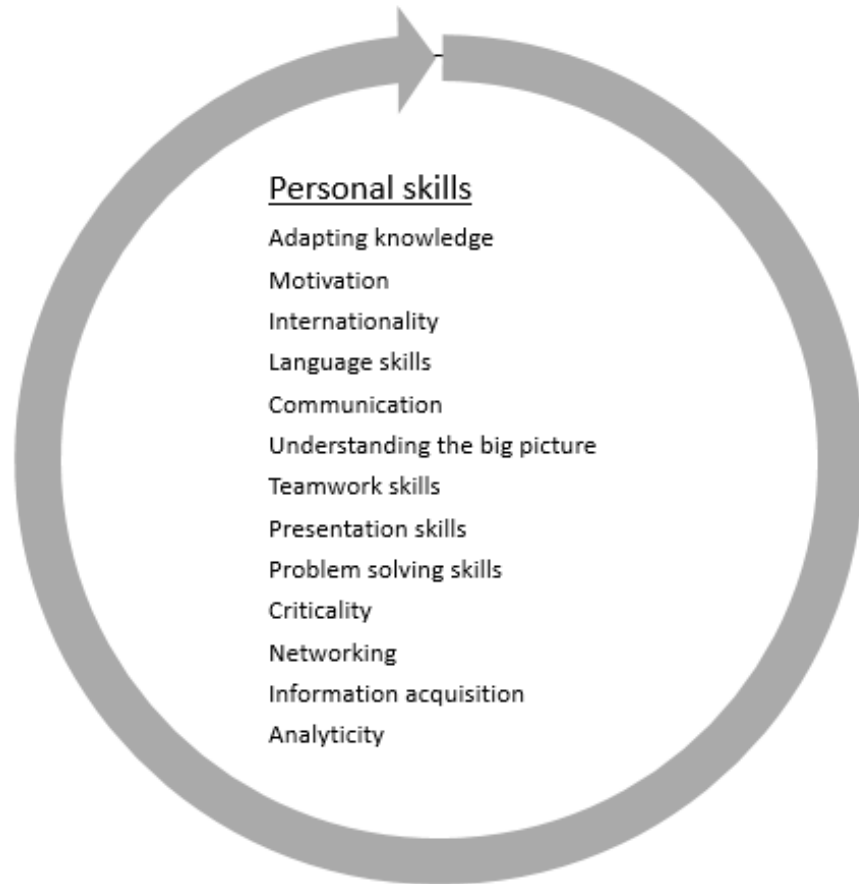 Personal skills
Adapting knowledge
Motivation
Internationality
Language skills
Communication
Understanding the big picture
Teamwork skills
Presentation skills
Problem solving skills
Criticality
Networking
Information acquisition
Analyticity